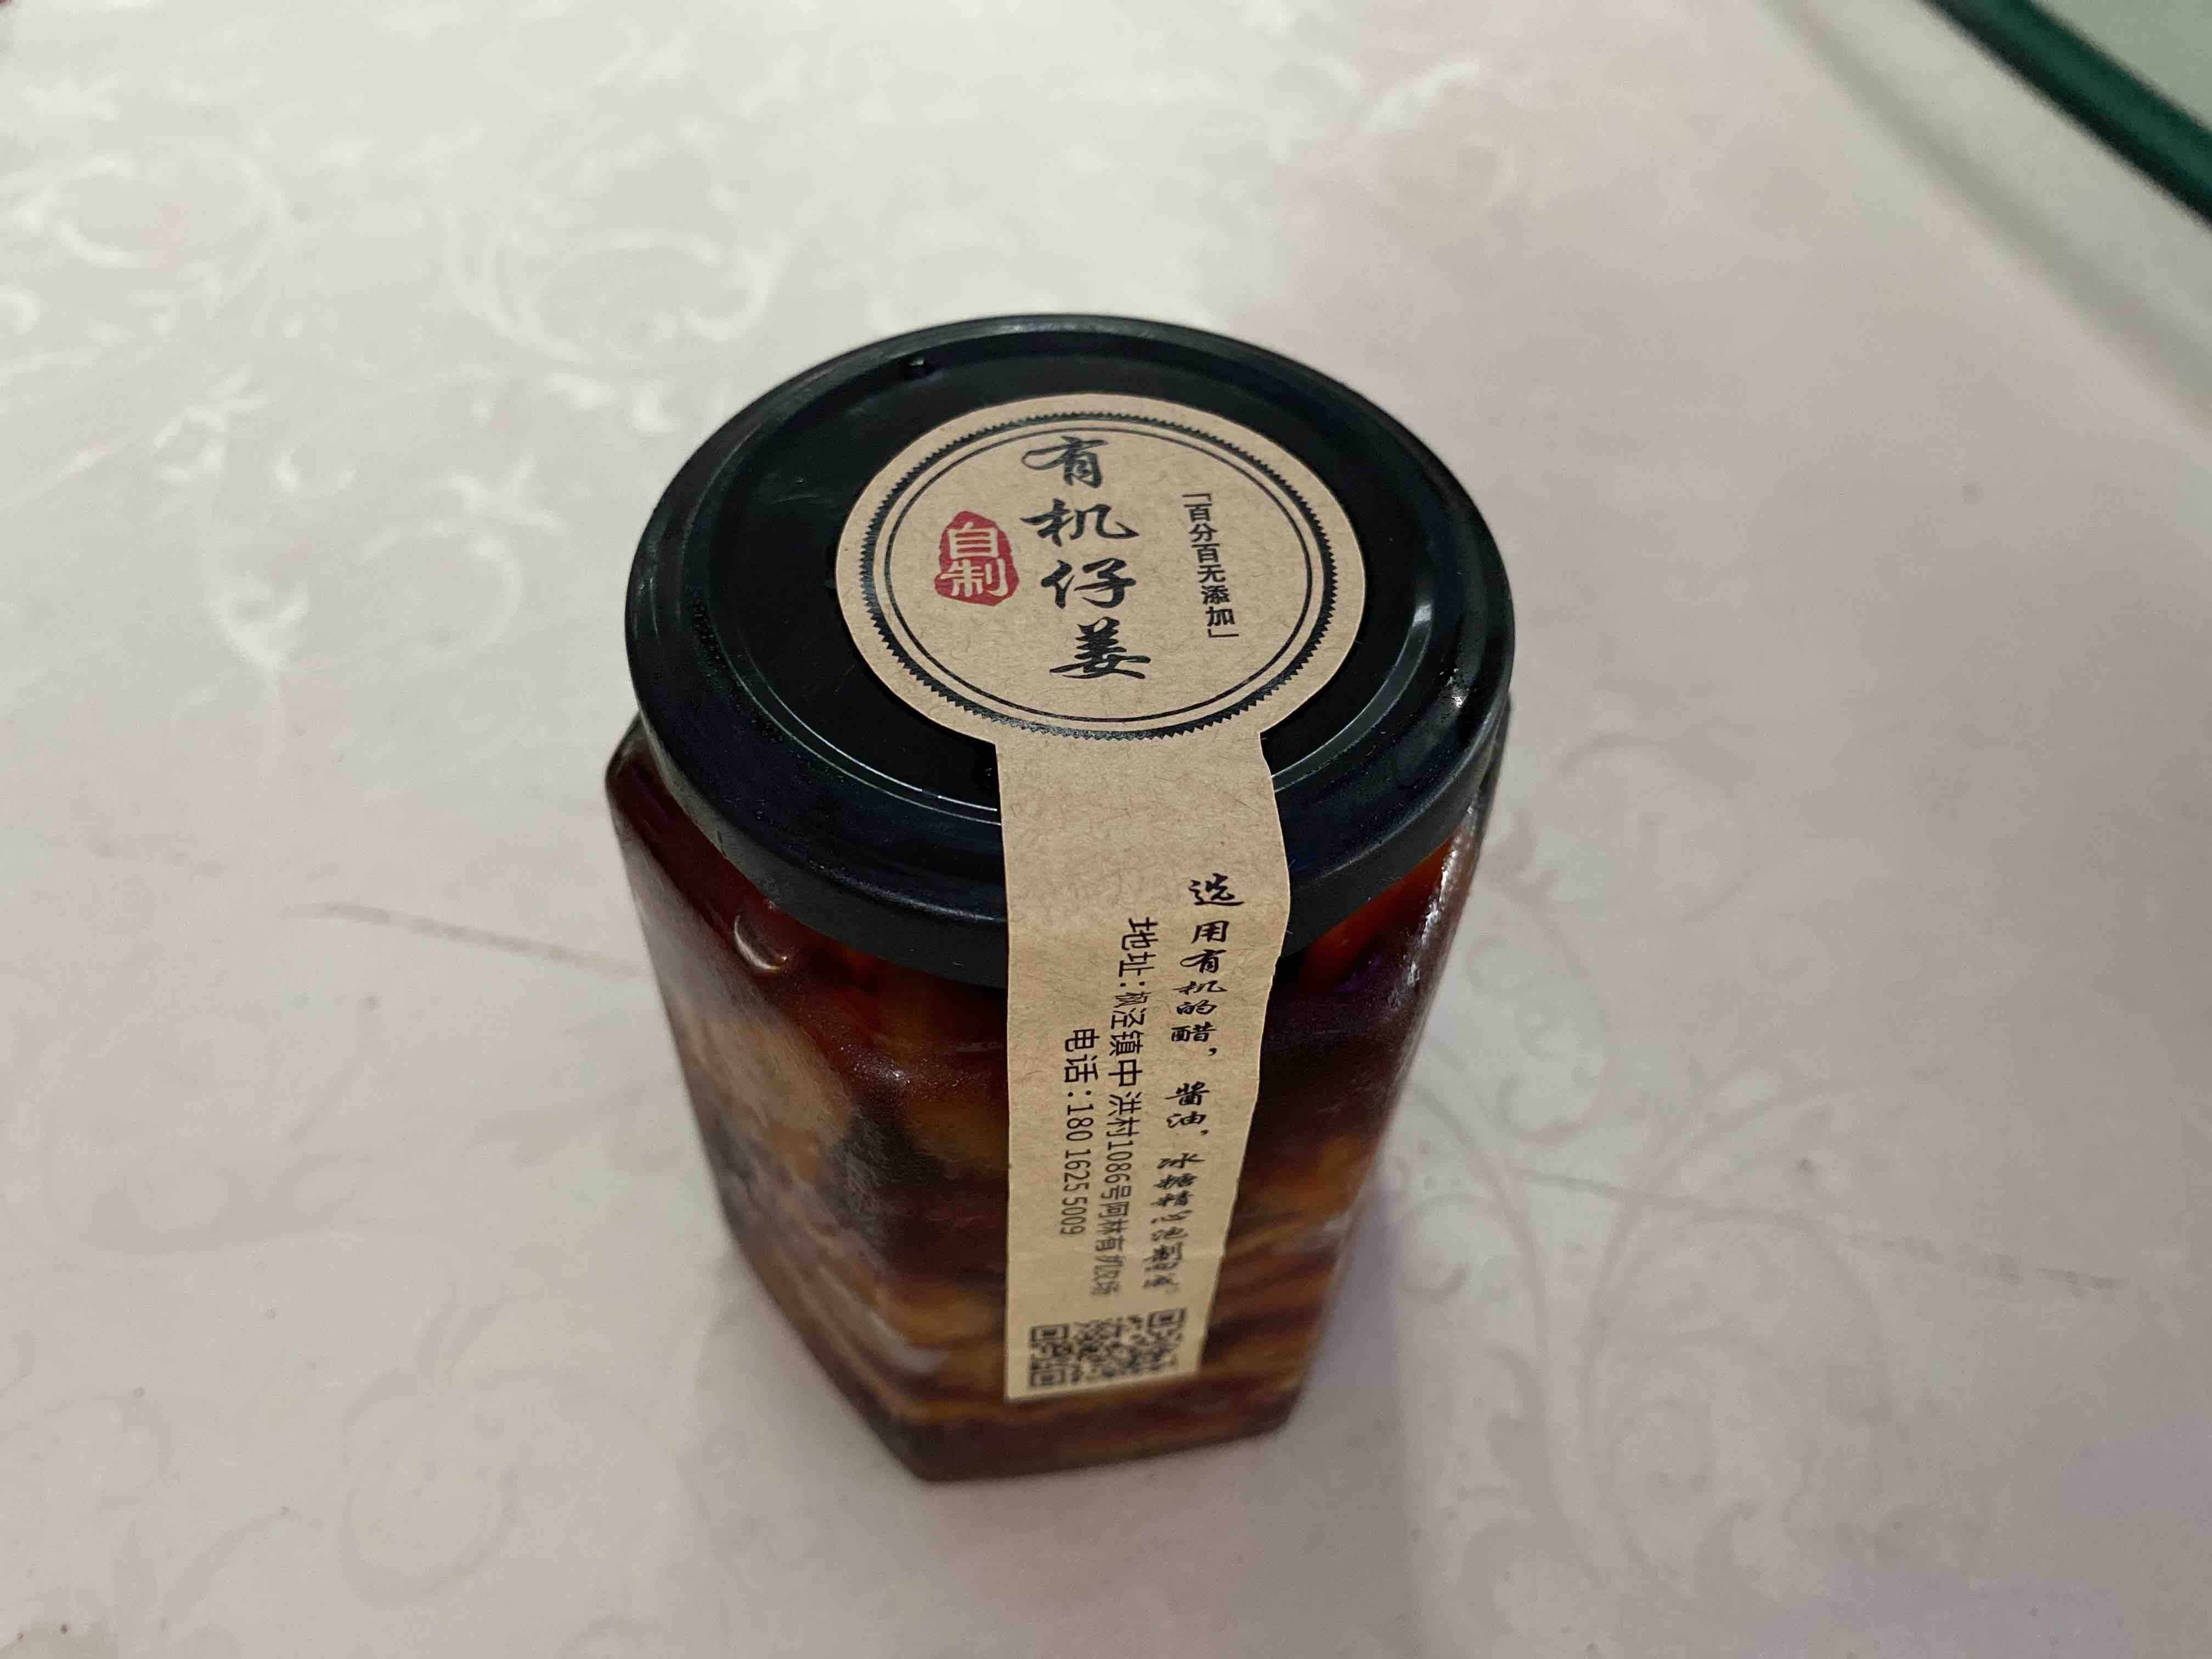 「百分百无添加」
有机仔姜
自制
选用有机的醋，酱油，冰糖精心泡制而成。
地址：枫泾镇中洪村1086号阿林有机农场
电话：180 1625 5009